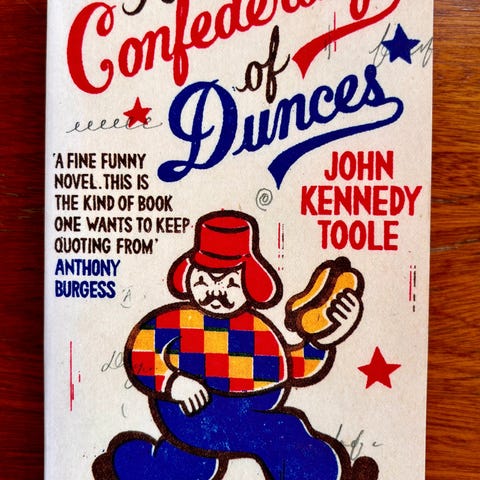 A
Confederacy
of
Dunces
'A FINE FUNNY
NOVEL. THIS IS
THE KIND OF BOOK
ONE WANTS TO KEEP
QUOTING FROM'
ANTHONY
BURGESS
JOHN
KENNEDY
TOOLE